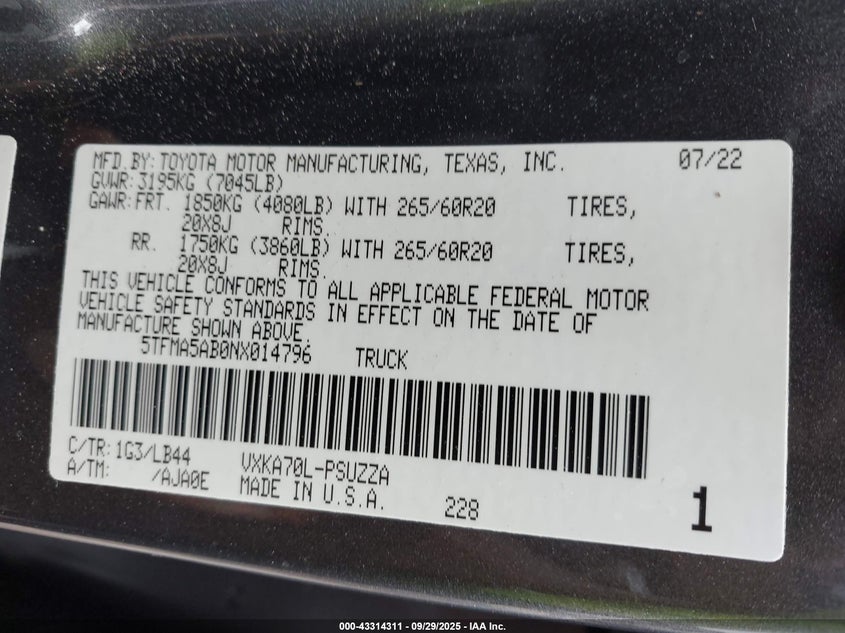 MFD.BY: TOYOTA MOTOR MANUFACTURING, TEXAS, INC. 07/22
GVWR: 3195KG (7045LB)
GAWR: FRT. 1850KG (4080LB) WITH 265/60R20 TIRES,
20X8J RIMS.
RR. 1750KG (3860LB) WITH 265/60R20 TIRES,
20X8J RIMS.
THIS VEHICLE CONFORMS TO ALL APPLICABLE FEDERAL MOTOR
VEHICLE SAFETY STANDARDS IN EFFECT ON THE DATE OF
MANUFACTURE SHOWN ABOVE.
5TFMA5AB0NX014796 TRUCK
C/TR: 1G3/LB44 VXKA70L-PSUZZA
A/TM: /AJA0E MADE IN U.S.A. 228 1
000-43314311 - 09/29/2025 - IAA Inc.